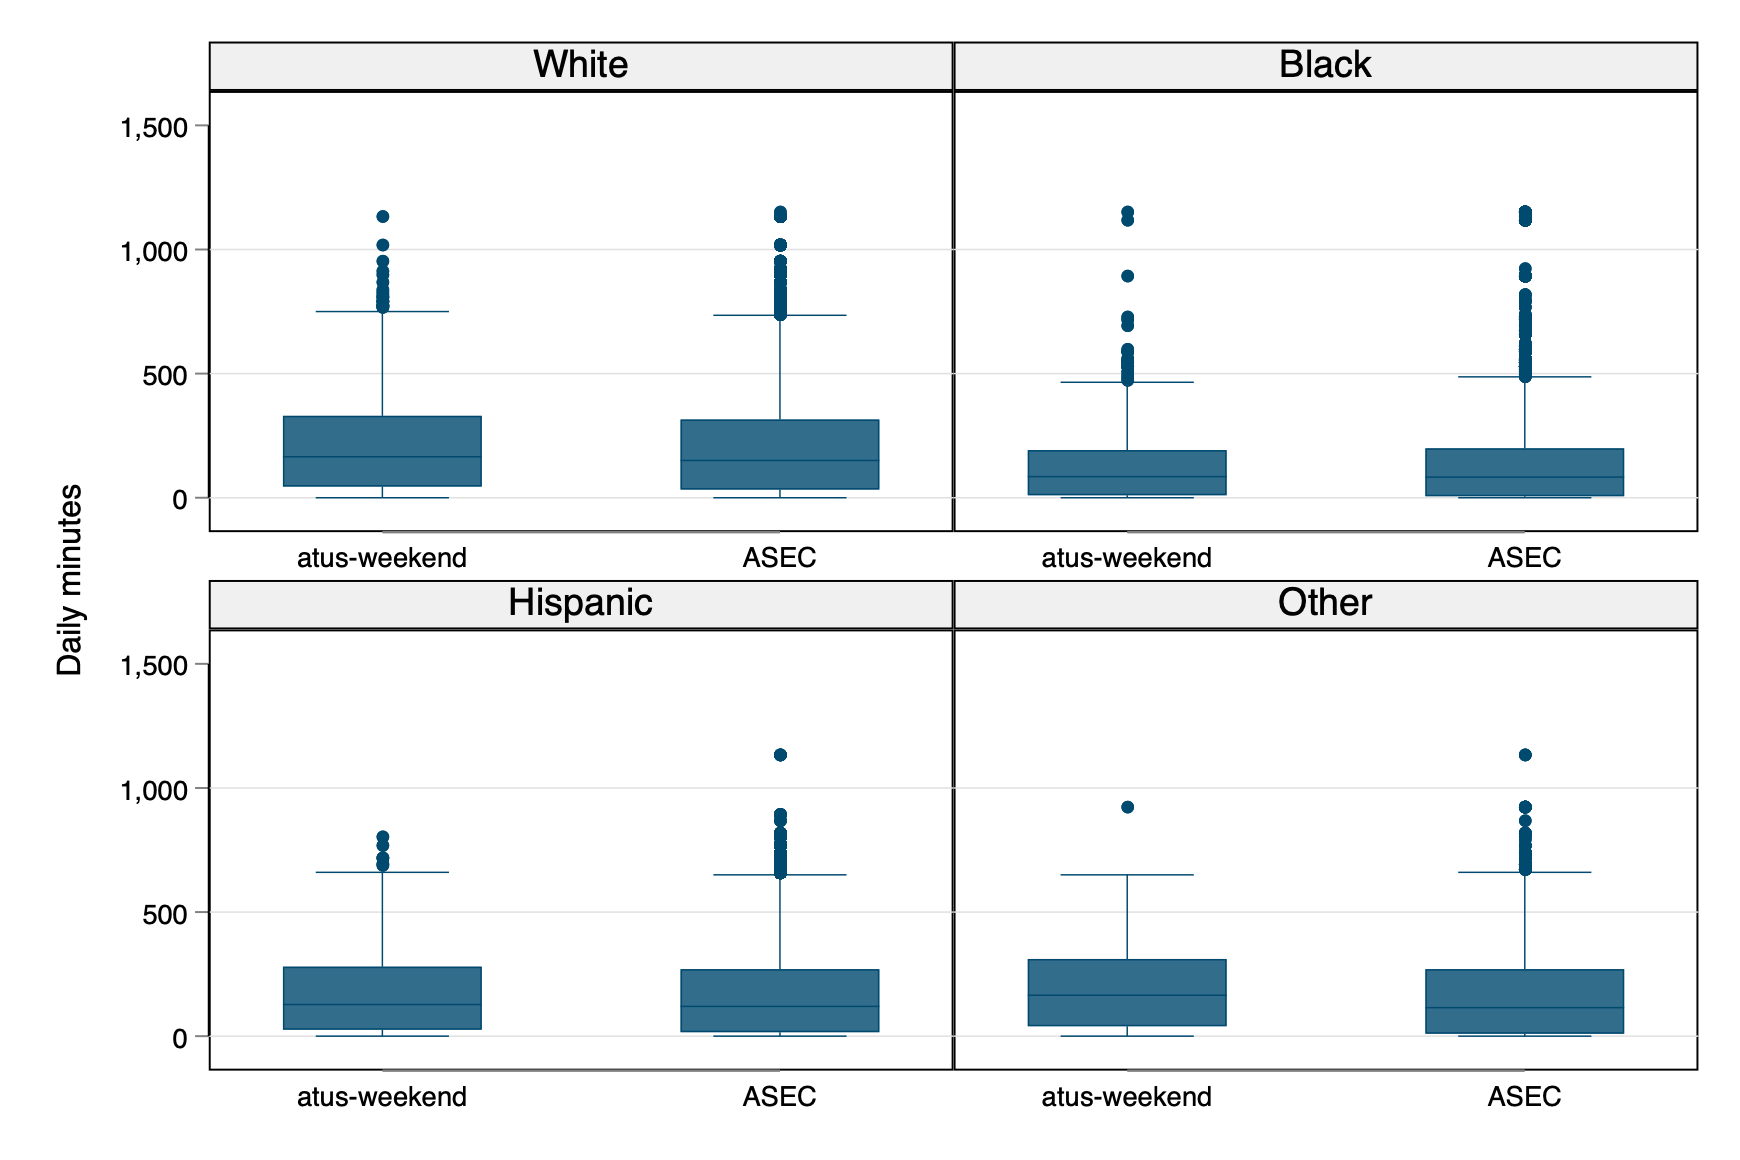 White
Black
1,500
1,000
500
0
atus-weekend
ASEC
atus-weekend
ASEC
Daily minutes
Hispanic
Other
1,500
1,000
500
0
atus-weekend
ASEC
atus-weekend
ASEC